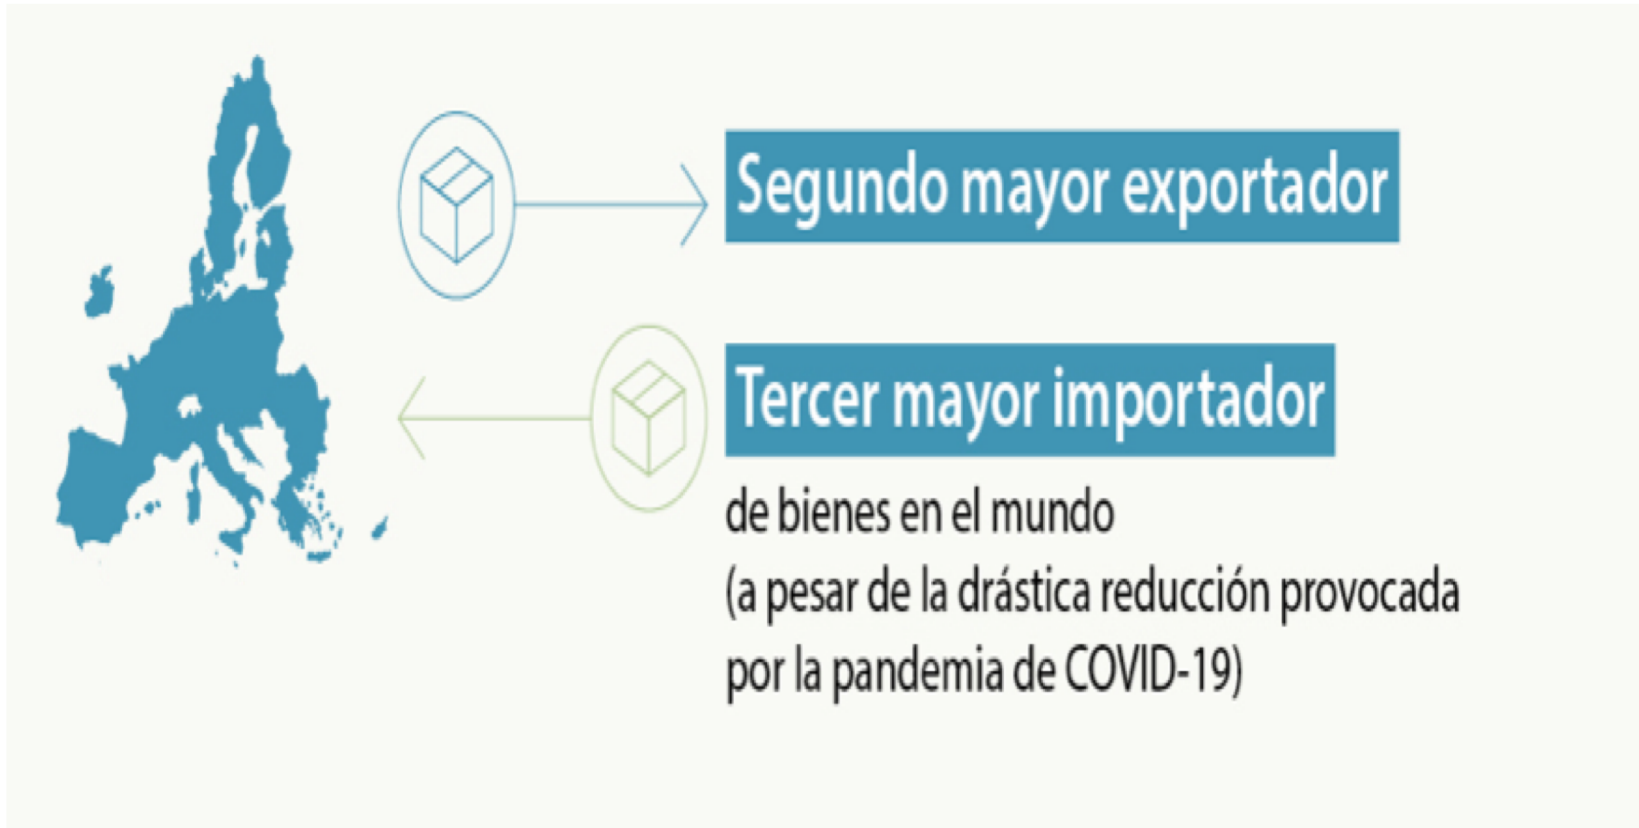 Segundo mayor exportador
Tercer mayor importador
de bienes en el mundo
(a pesar de la drástica reducción provocada
por la pandemia de COVID-19)